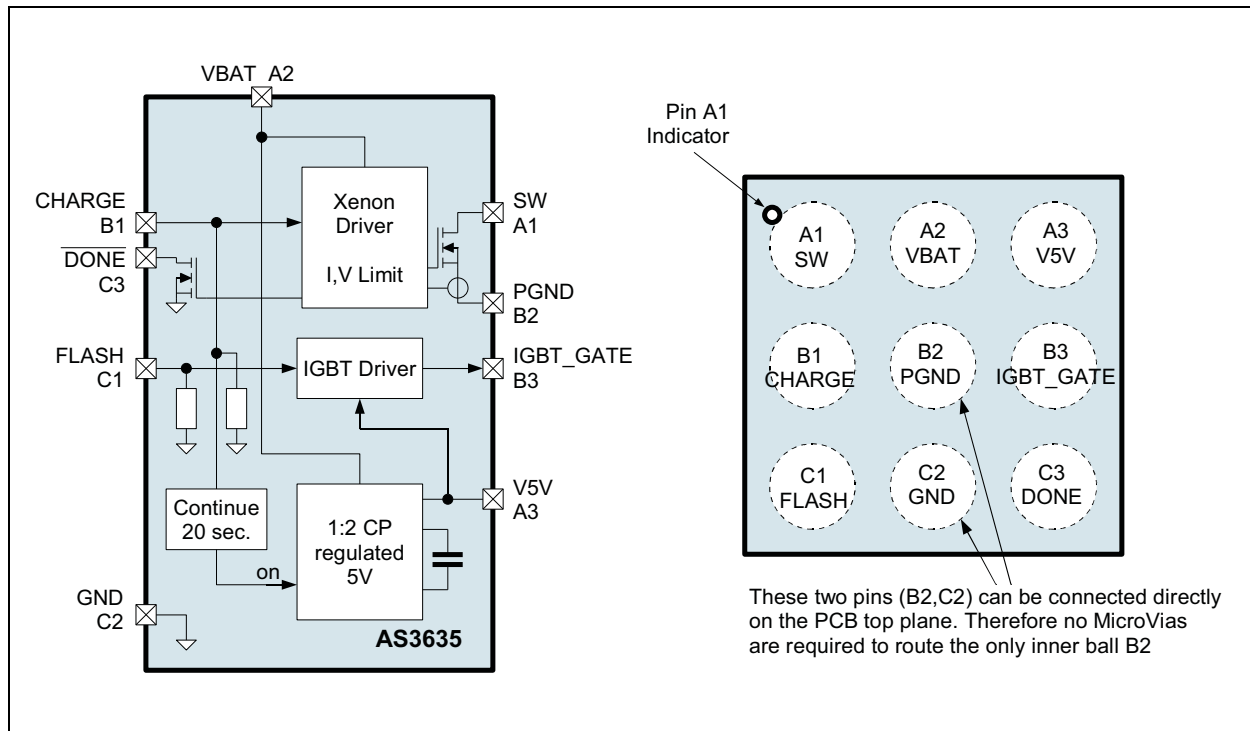 VBAT A2
CHARGE
B1
DONE
C3
FLASH
C1
GND
C2
Xenon
Driver
I,V Limit
IGBT Driver
Continue
20 sec.
on
1:2 CP
regulated
5V
SW
A1
PGND
B2
IGBT_GATE
B3
V5V
A3
AS3635
Pin A1
Indicator
A1
SW
A2
VBAT
A3
V5V
B1
CHARGE
B2
PGND
B3
IGBT_GATE
C1
FLASH
C2
GND
C3
DONE
These two pins (B2,C2) can be connected directly
on the PCB top plane. Therefore no MicroVias
are required to route the only inner ball B2